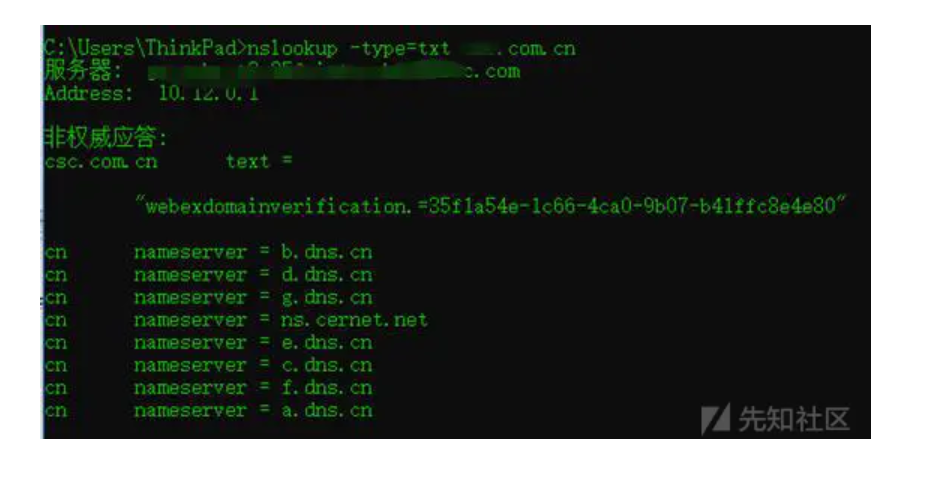 C:\Users\ThinkPad>nslookup -type=txt .com.cn
服务器: c.com
Address: 10.12.0.1
非权威应答:
csc.com.cn text =
"webexdomainverification.=35f1a54e-1c66-4ca0-9b07-b41ffc8e4e80"
cn nameserver = b.dns.cn
cn nameserver = d.dns.cn
cn nameserver = g.dns.cn
cn nameserver = ns.cernet.net
cn nameserver = e.dns.cn
cn nameserver = c.dns.cn
cn nameserver = f.dns.cn
cn nameserver = a.dns.cn
先知社区